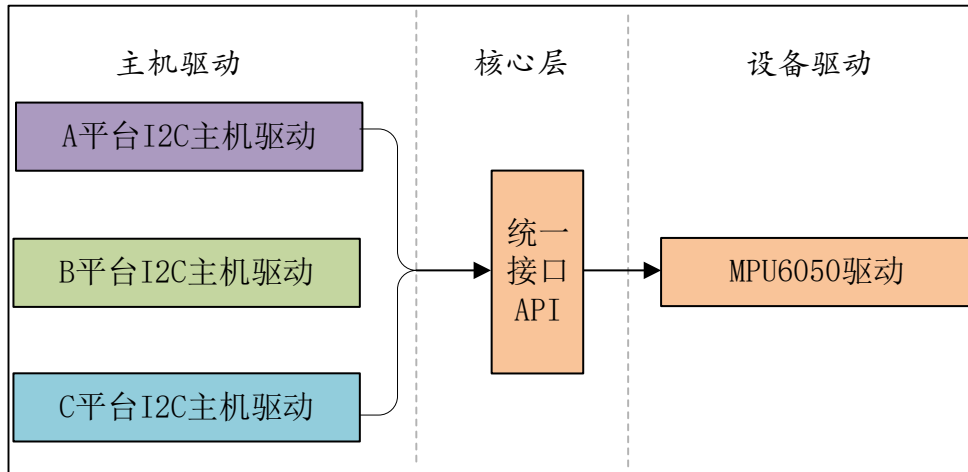 主机驱动
核心层
设备驱动
A平台I2C主机驱动
B平台I2C主机驱动
C平台I2C主机驱动
统一
接口
API
MPU6050驱动